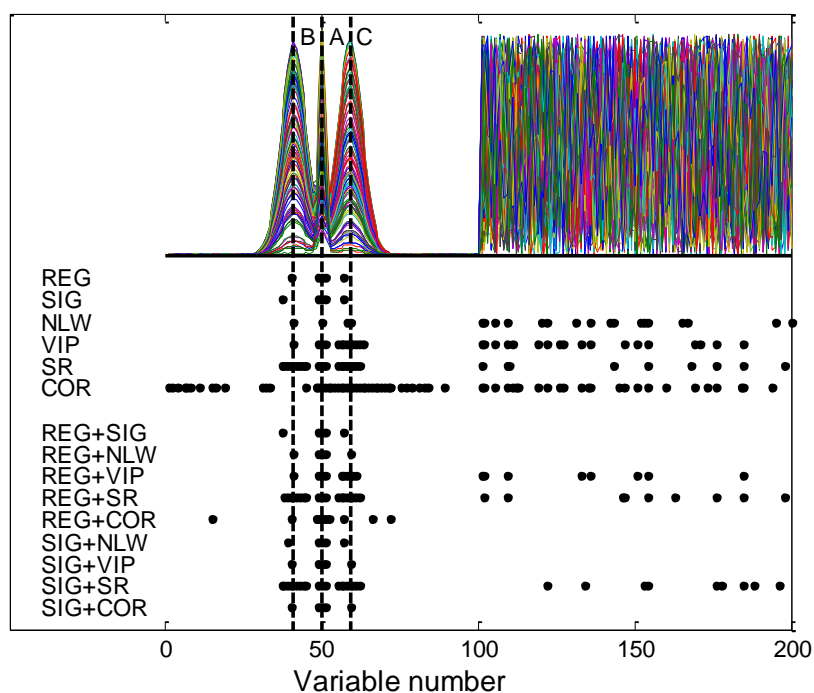 B A C
REG
SIG
NLW
VIP
SR
COR
REG+SIG
REG+NLW
REG+VIP
REG+SR
REG+COR
SIG+NLW
SIG+VIP
SIG+SR
SIG+COR
0 50 100 150 200
Variable number